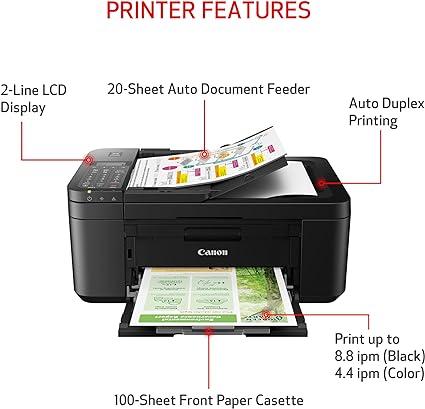 PRINTER FEATURES
2-Line LCD
Display
20-Sheet Auto Document Feeder
Auto Duplex
Printing
Canon
Print up to
8.8 ipm (Black)
4.4 ipm (Color)
100-Sheet Front Paper Casette